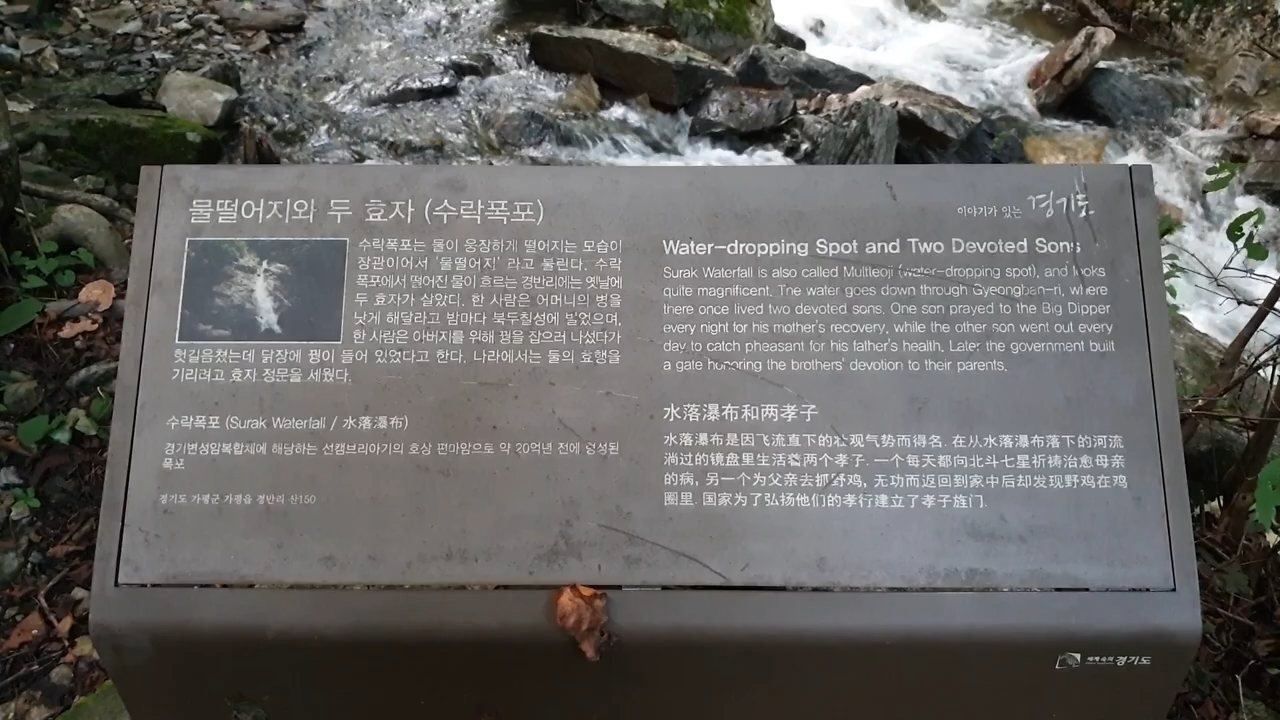 물떨어지와 두 효자 (수락폭포)
수락폭포는 물이 웅장하게 떨어지는 모습이
장관이어서 '물떨어지' 라고 불린다. 수락
폭포에서 떨어진 물이 흐르는 경반리에는 옛날에
두 효자가 살았다. 한 사람은 어머니의 병을
낫게 해달라고 밤마다 북두칠성에 빌었으며,
한 사람은 아버지를 위해 꿩을 잡으러 나섰다가
헛걸음쳤는데 닭장에 꿩이 들어 있었다고 한다. 나라에서는 둘의 효행을
기리려고 효자 정문을 세웠다.
수락폭포 (Surak Waterfall / 水落瀑布)
경기변성암복합체에 해당하는 선캠브리아기의 호상 편마암으로 약 20억년 전에 형성된
폭포
경기도 가평군 가평읍 경반리 산150
이야기가 있는 경기도
Water-dropping Spot and Two Devoted Sons
Surak Waterfall is also called Multteoji (water-dropping spot), and looks
quite magnificent. The water goes down through Gyeongban-ri, where
there once lived two devoted sons. One son prayed to the Big Dipper
every night for his mother's recovery, while the other son went out every
day to catch pheasant for his father's health. Later the government built
a gate honoring the brothers' devotion to their parents.
水落瀑布和两孝子
水落瀑布是因飞流直下的壮观气势而得名. 在从水落瀑布落下的河流
淌过的镜盘里生活着两个孝子. 一个每天都向北斗七星祈祷治愈母亲
的病, 另一个为父亲去抓野鸡, 无功而返回到家中后却发现野鸡在鸡
圈里. 国家为了弘扬他们的孝行建立了孝子旌门.
세계속의 경기도